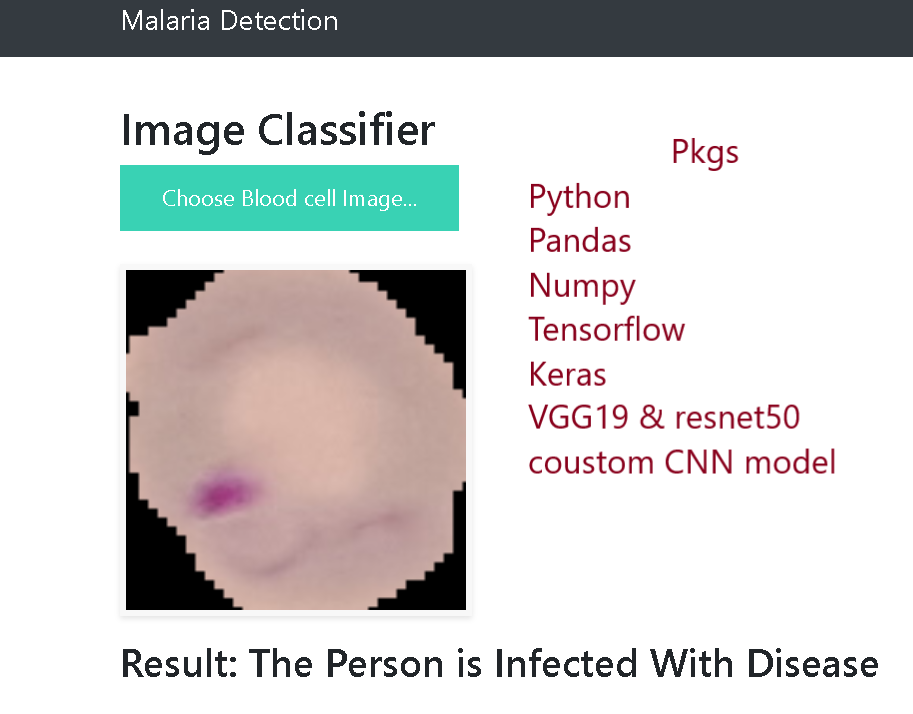 Malaria Detection
Image Classifier
Choose Blood cell Image...
Pkgs
Python
Pandas
Numpy
Tensorflow
Keras
VGG19 & resnet50
coustom CNN model
Result: The Person is Infected With Disease